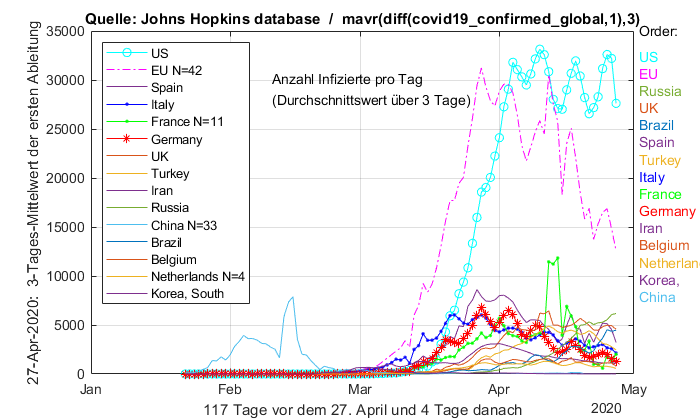 Quelle: Johns Hopkins database / mavr(diff(covid19_confirmed_global,1),3)
27-Apr-2020: 3-Tages-Mittelwert der ersten Ableitung
35000
30000
25000
20000
15000
10000
5000
0
US
EU N=42
Spain
Italy
France N=11
Germany
UK
Turkey
Iran
Russia
China N=33
Brazil
Belgium
Netherlands N=4
Korea, South
Anzahl Infizierte pro Tag
(Durchschnittswert über 3 Tage)
Order:
US
EU
Russia
UK
Brazil
Spain
Turkey
Italy
France
Germany
Iran
Belgium
Netherlan
Korea,
China
Jan
Feb
Mar
Apr
May
2020
117 Tage vor dem 27. April und 4 Tage danach